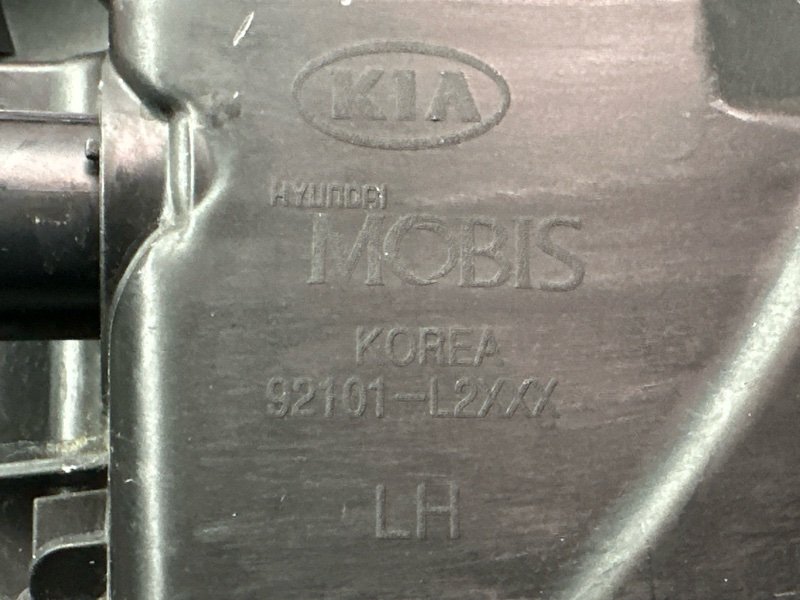 KIA
HYUNDAI
MOBIS
KOREA
92101-L2XXX
LH